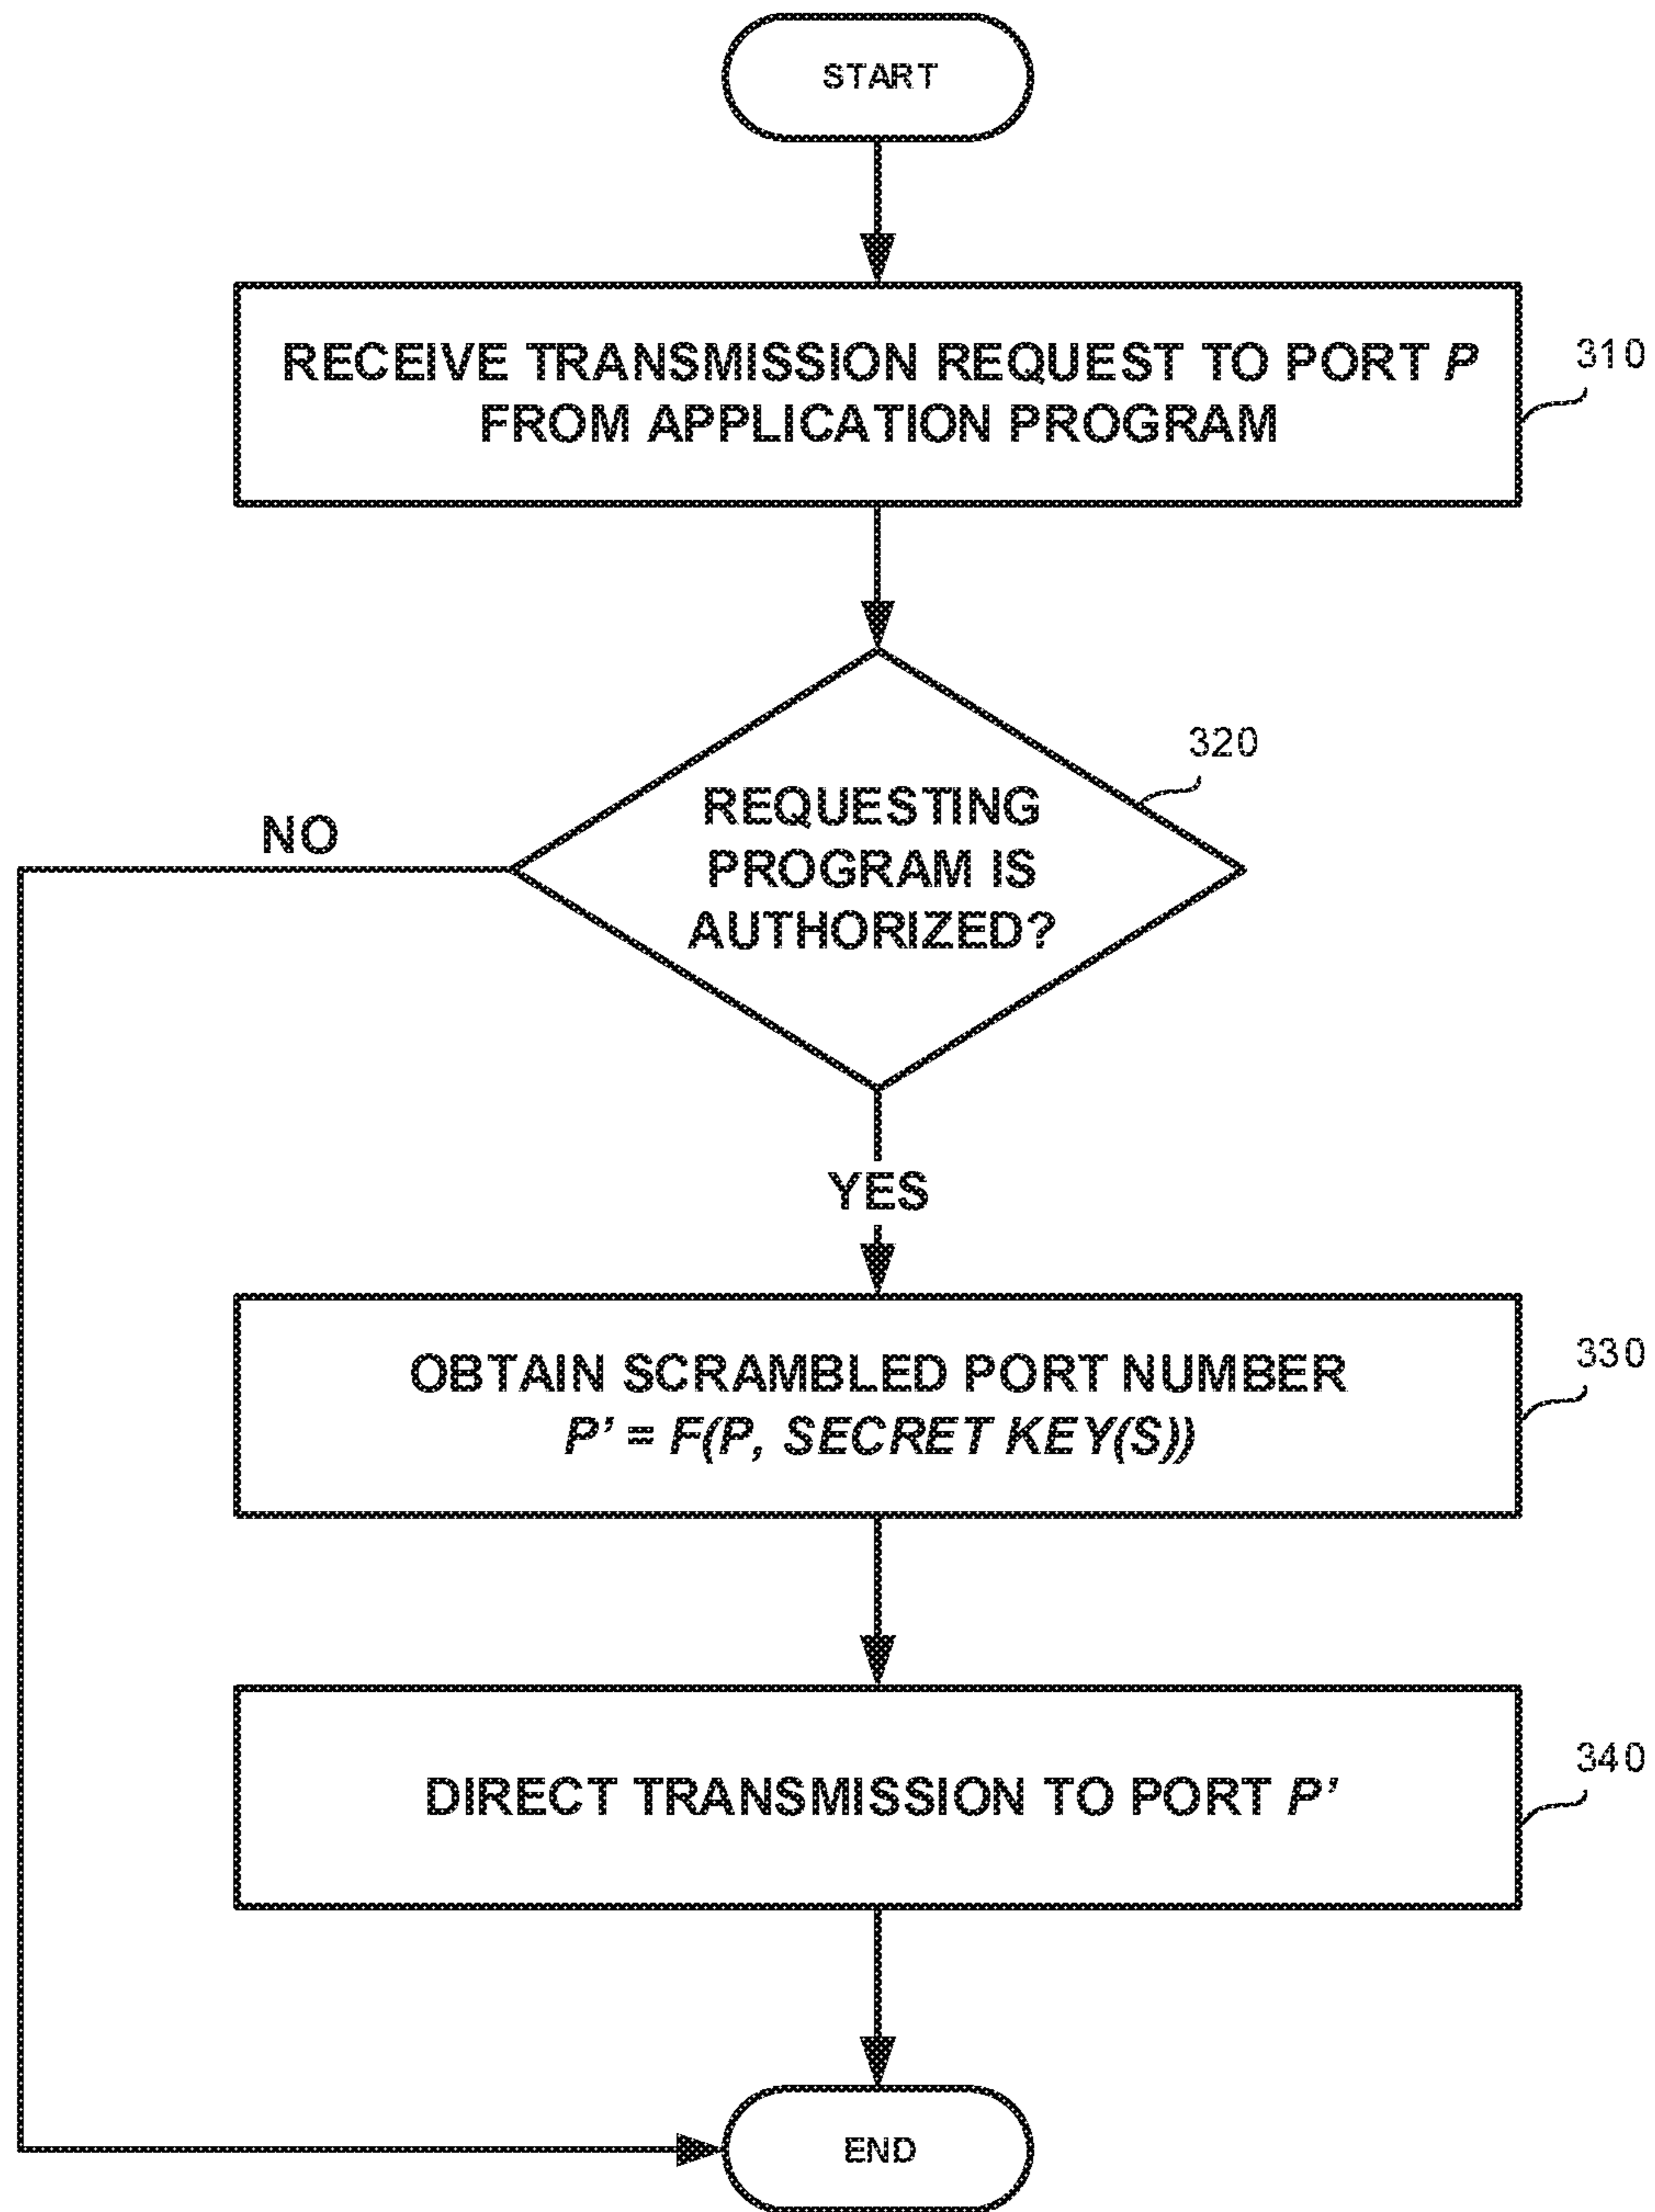 START
RECEIVE TRANSMISSION REQUEST TO PORT P
FROM APPLICATION PROGRAM
310
320
REQUESTING
PROGRAM IS
AUTHORIZED?
NO
YES
OBTAIN SCRAMBLED PORT NUMBER
P’ = F(P, SECRET KEY(S))
330
DIRECT TRANSMISSION TO PORT P’
340
END